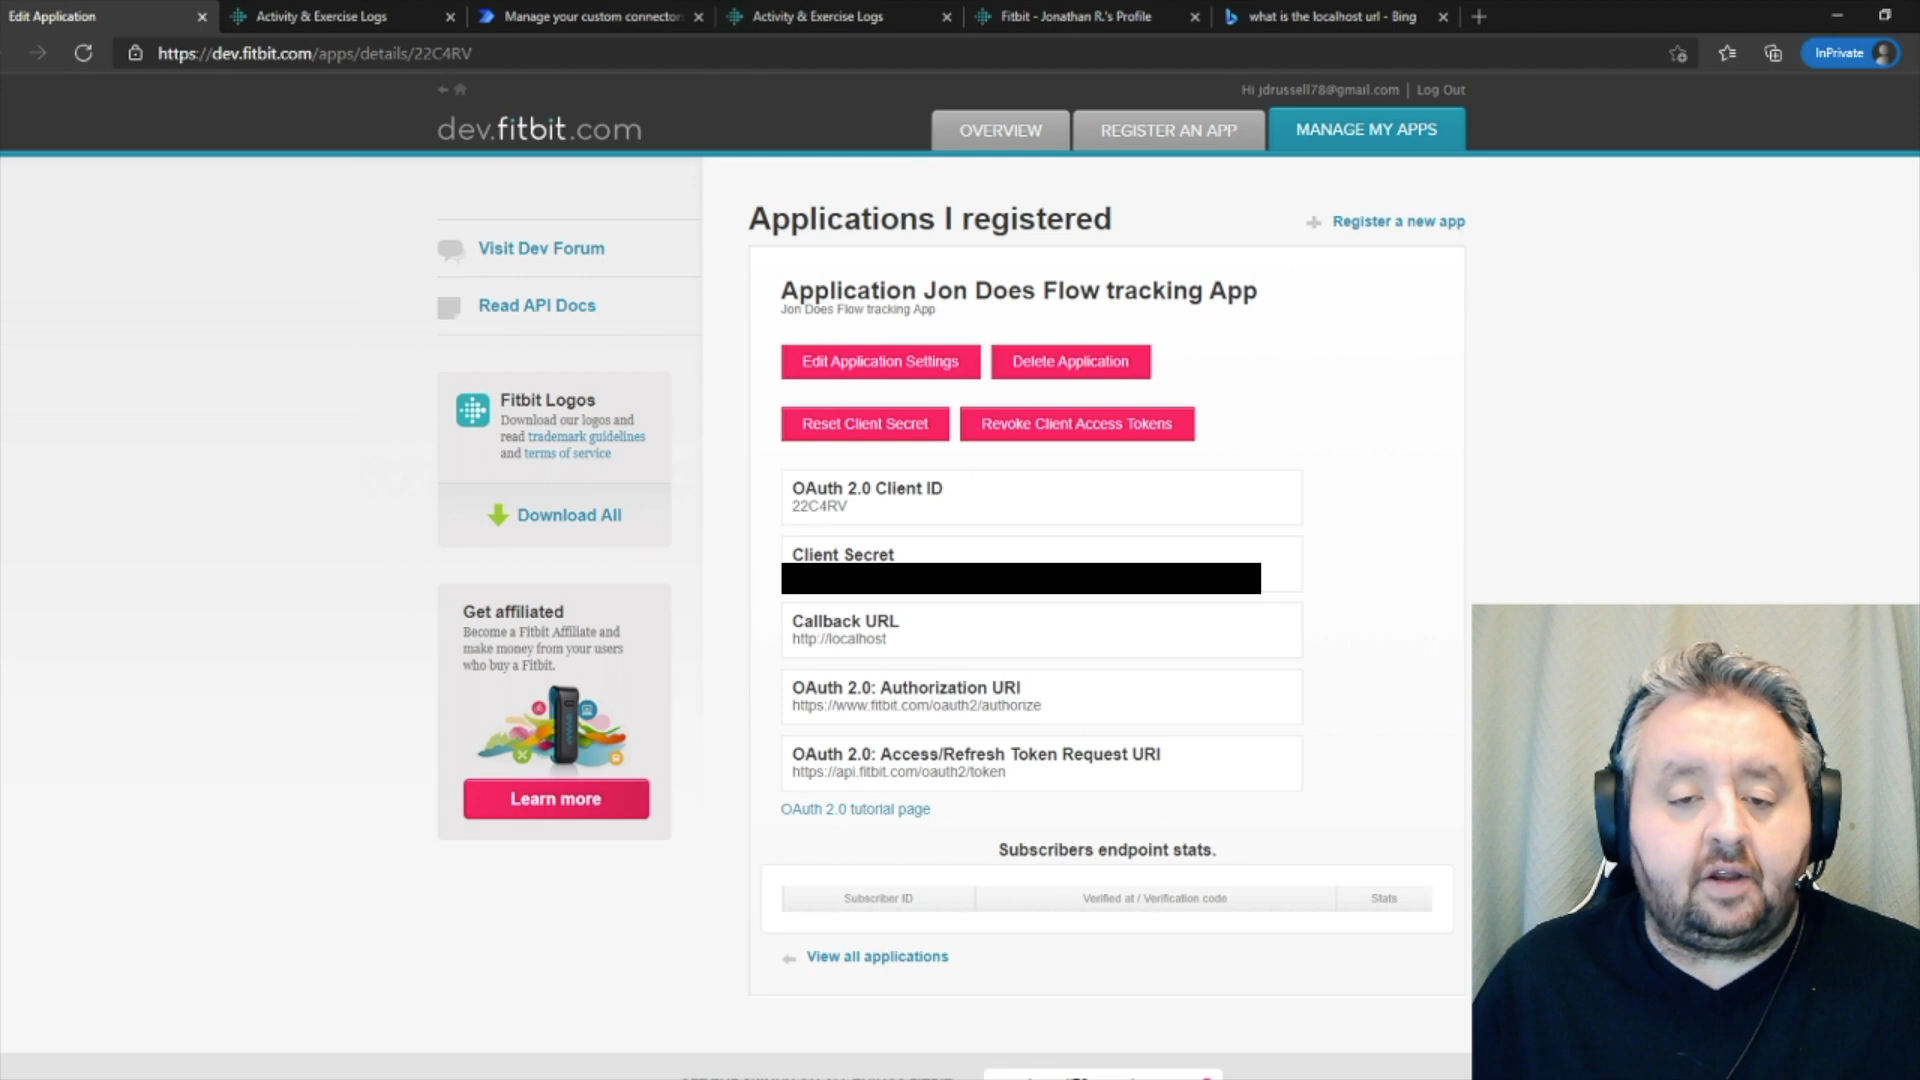 Edit Application
Activity & Exercise Logs
Manage your custom connector
Activity & Exercise Logs
Fitbit - Jonathan R.'s Profile
what is the localhost url - Bing
https://dev.fitbit.com/apps/details/22C4RV
InPrivate
Hi jdrussell78@gmail.com | Log Out
dev.fitbit.com
OVERVIEW
REGISTER AN APP
MANAGE MY APPS
Visit Dev Forum
Read API Docs
Fitbit Logos
Download our logos and
read trademark guidelines
and terms of service
Download All
Get affiliated
Become a Fitbit Affiliate and
make money from your users
who buy a Fitbit.
Learn more
Applications I registered
Register a new app
Application Jon Does Flow tracking App
Jon Does Flow tracking App
Edit Application Settings
Delete Application
Reset Client Secret
Revoke Client Access Tokens
OAuth 2.0 Client ID
22C4RV
Client Secret
Callback URL
http://localhost
OAuth 2.0: Authorization URI
https://www.fitbit.com/oauth2/authorize
OAuth 2.0: Access/Refresh Token Request URI
https://api.fitbit.com/oauth2/token
OAuth 2.0 tutorial page
Subscribers endpoint stats.
Subscriber ID
Verified at / Verification code
Stats
View all applications